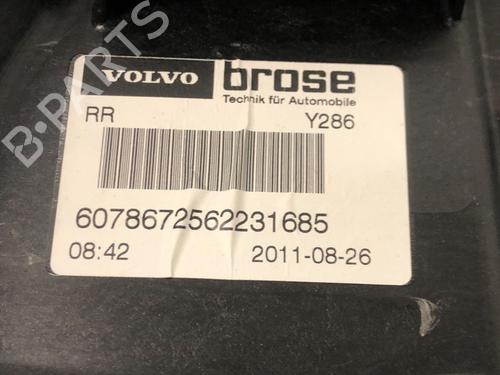 VOLVO brose
Technik für Automobile
RR Y286
6078672562231685
08:42 2011-08-26
B-PARTS